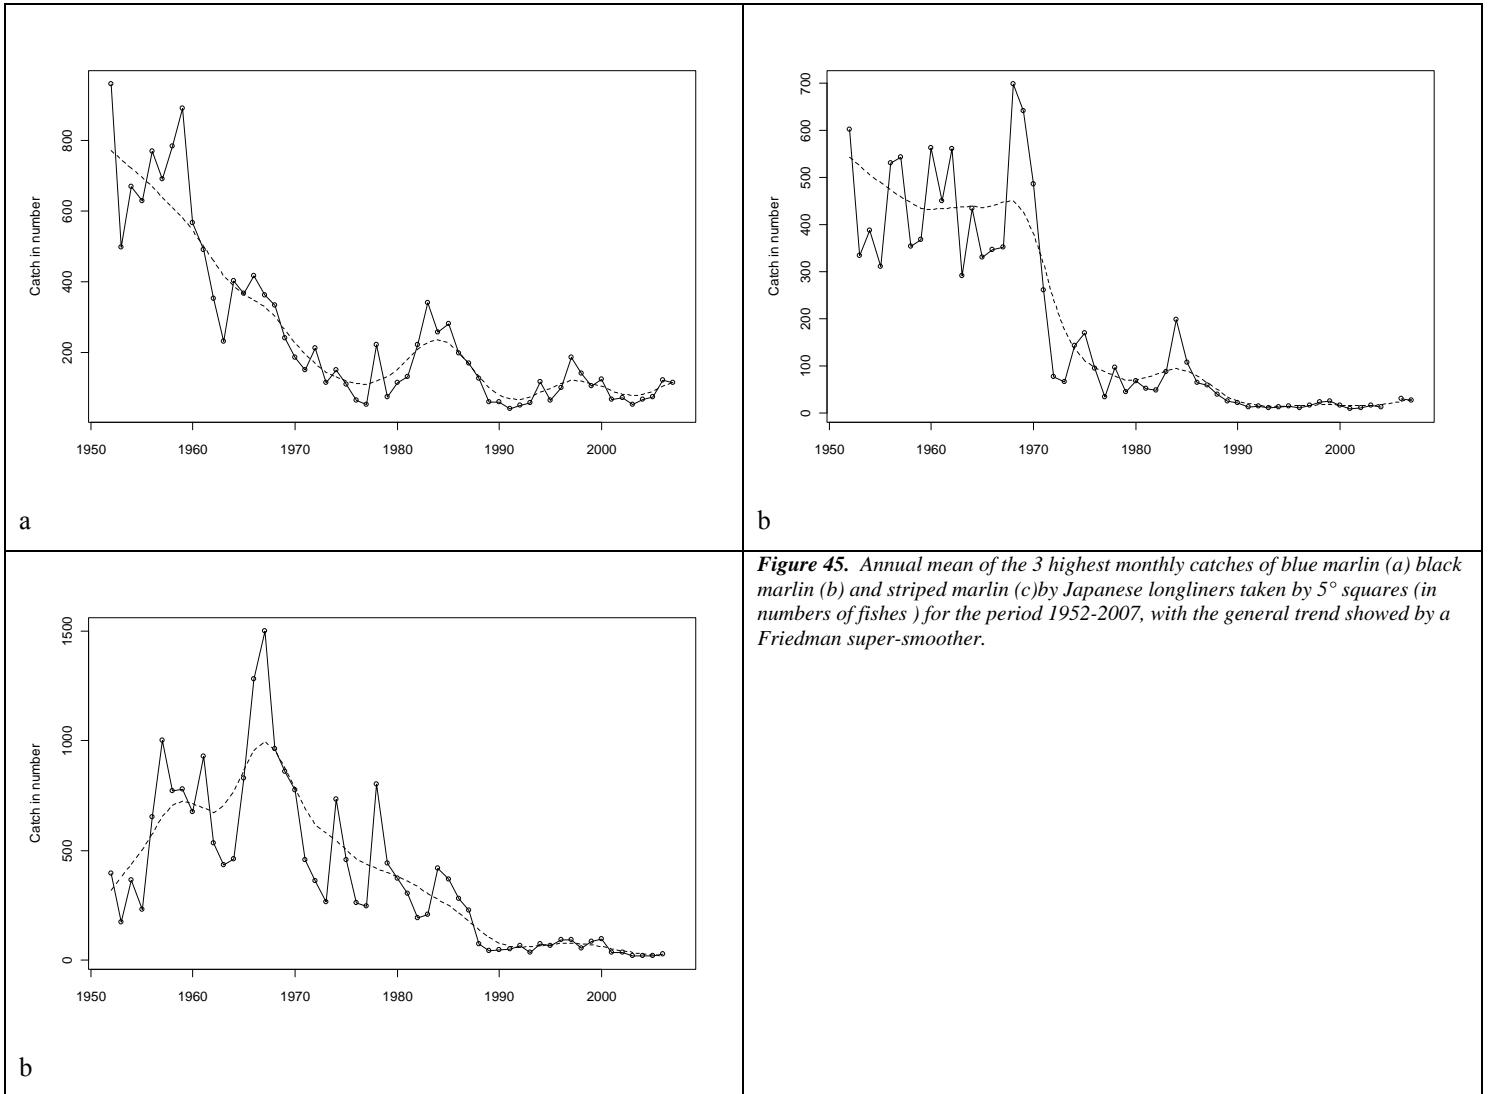 Catch in number
800
600
400
200
1950 1960 1970 1980 1990 2000
a
Catch in number
700
600
500
400
300
200
100
0
1950 1960 1970 1980 1990 2000
b
Catch in number
1500
1000
500
0
1950 1960 1970 1980 1990 2000
b
Figure 45. Annual mean of the 3 highest monthly catches of blue marlin (a) black
marlin (b) and striped marlin (c)by Japanese longliners taken by 5° squares (in
numbers of fishes ) for the period 1952-2007, with the general trend showed by a
Friedman super-smoother.